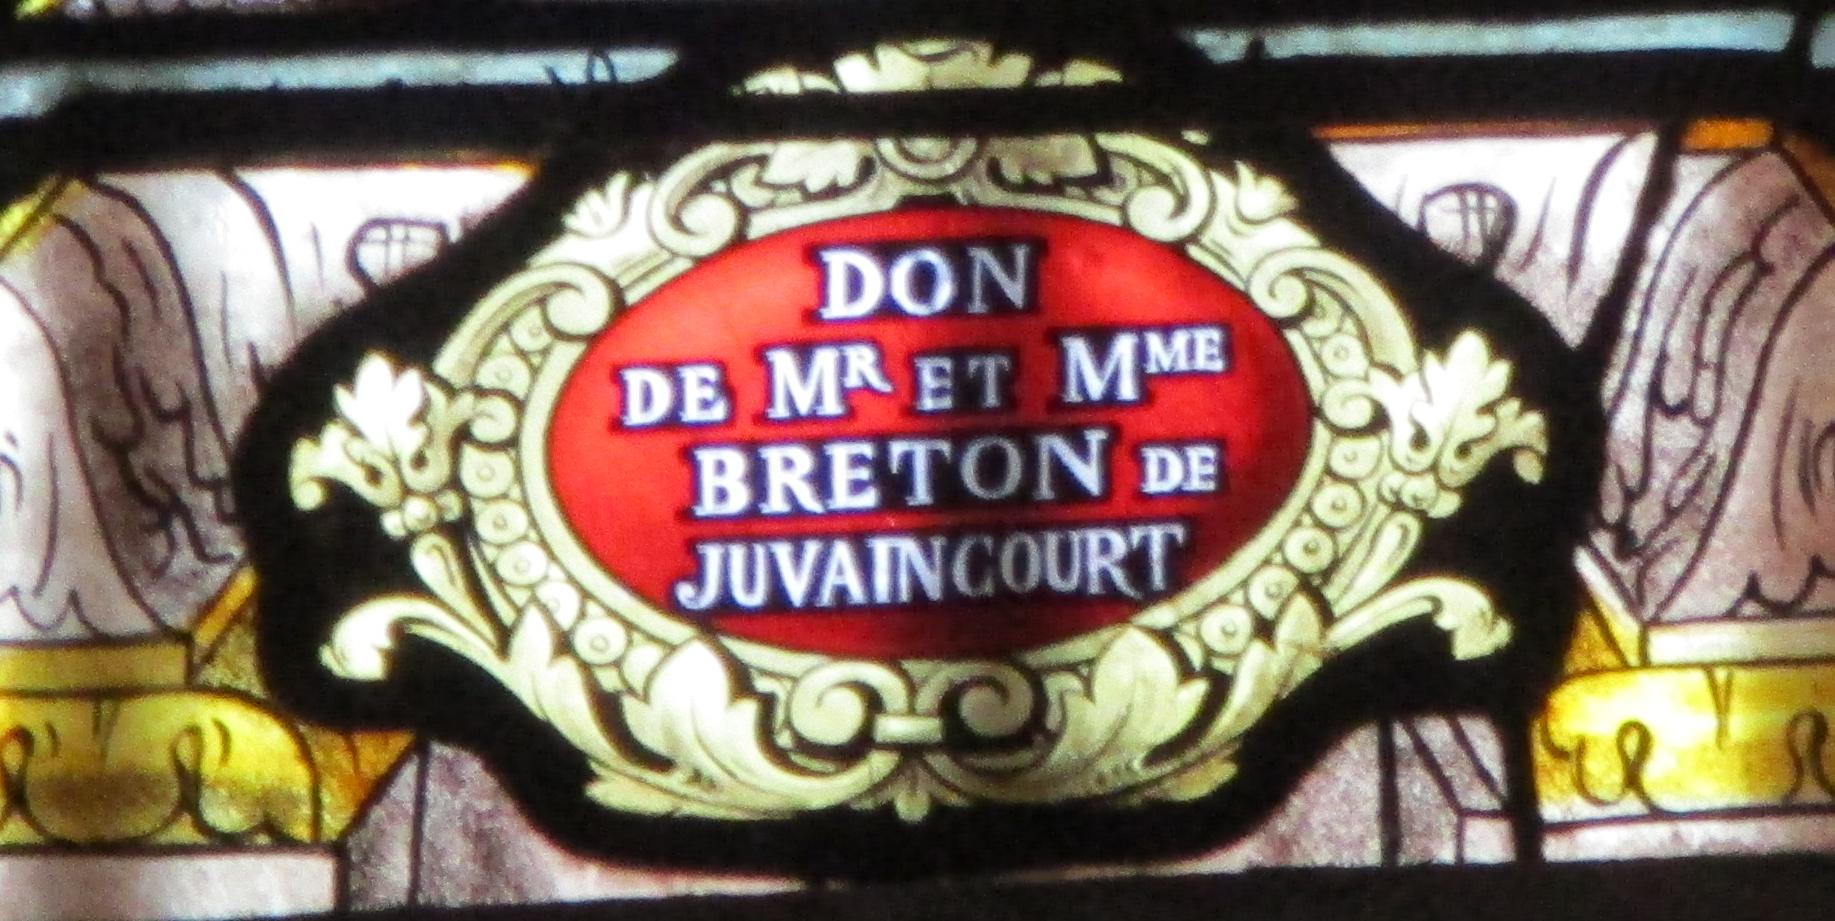 DON
DE MR ET MME
BRETON DE
JUVAINCOURT